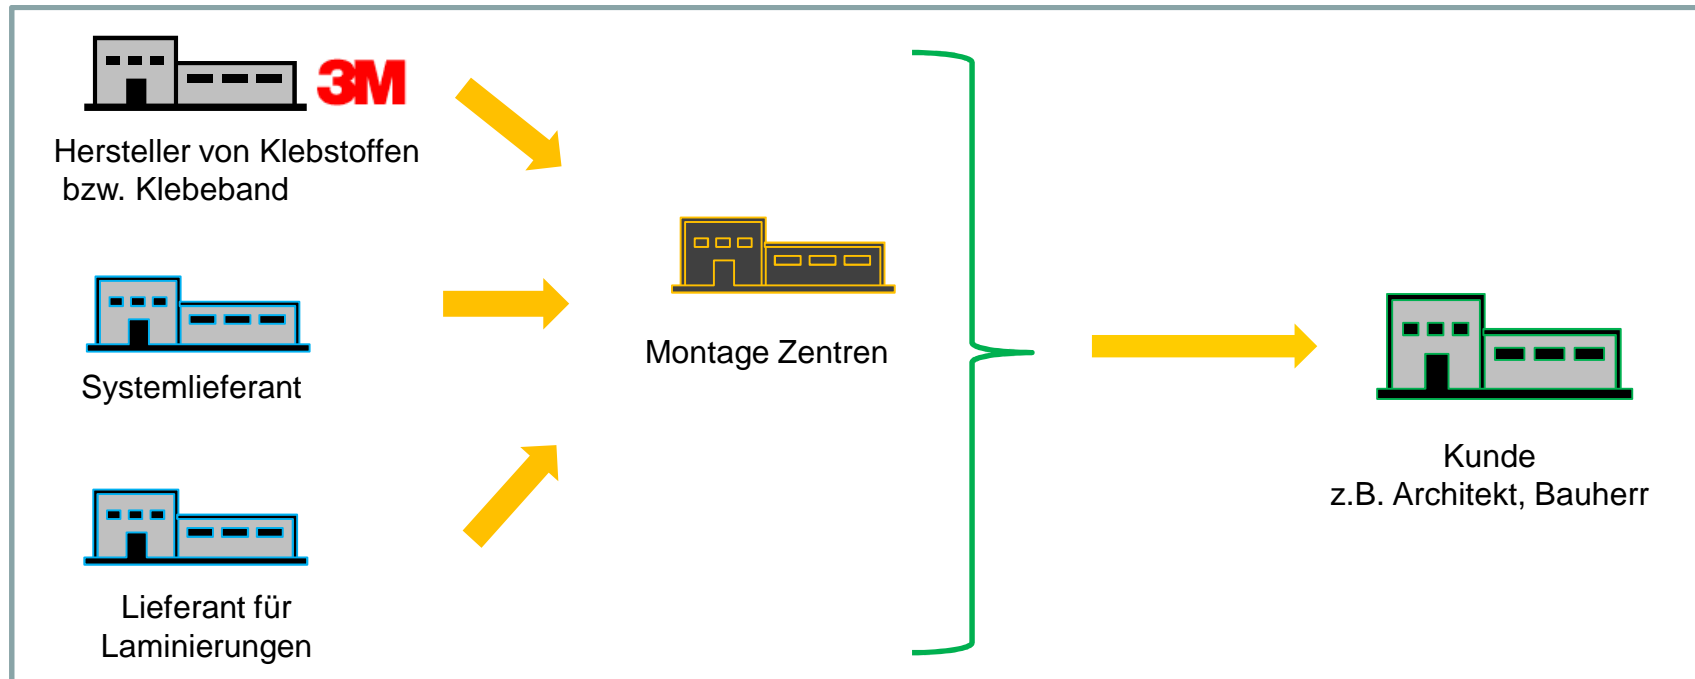 3M
Hersteller von Klebstoffen
bzw. Klebeband
Systemlieferant
Lieferant für
Laminierungen
Montage Zentren
Kunde
z.B. Architekt, Bauherr